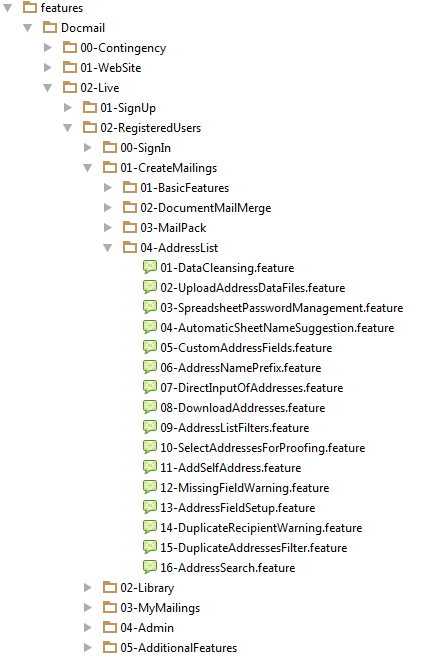 features
Docmail
00-Contingency
01-WebSite
02-Live
01-SignUp
02-RegisteredUsers
00-SignIn
01-CreateMailings
01-BasicFeatures
02-DocumentMailMerge
03-MailPack
04-AddressList
01-DataCleansing.feature
02-UploadAddressDataFiles.feature
03-SpreadsheetPasswordManagement.feature
04-AutomaticSheetNameSuggestion.feature
05-CustomAddressFields.feature
06-AddressNamePrefix.feature
07-DirectInputOfAddresses.feature
08-DownloadAddresses.feature
09-AddressListFilters.feature
10-SelectAddressesForProofing.feature
11-AddSelfAddress.feature
12-MissingFieldWarning.feature
13-AddressFieldSetup.feature
14-DuplicateRecipientWarning.feature
15-DuplicateAddressesFilter.feature
16-AddressSearch.feature
02-Library
03-MyMailings
04-Admin
05-AdditionalFeatures